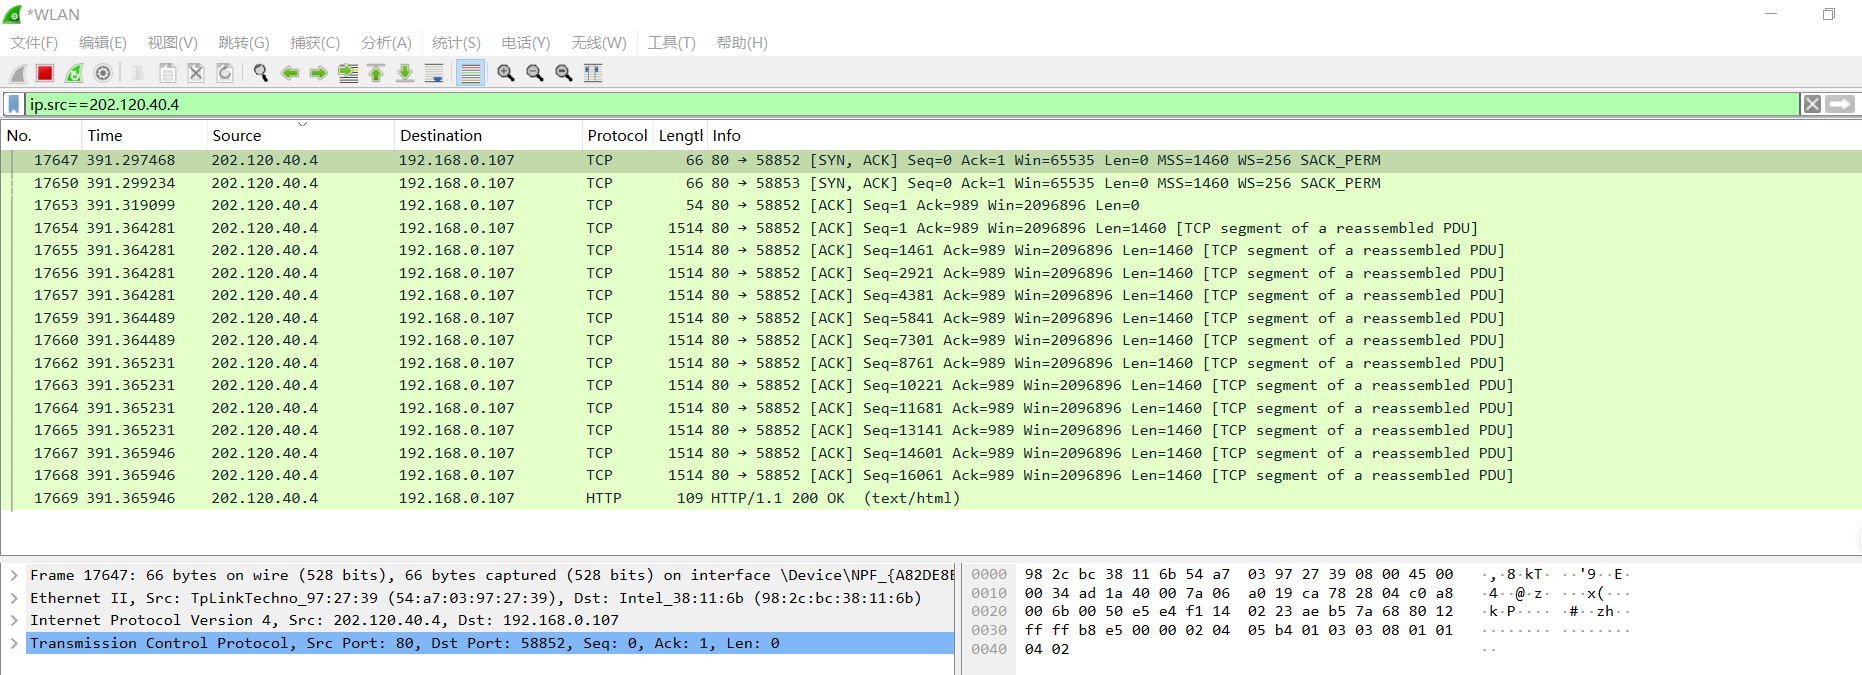 *WLAN
文件(F) 编辑(E) 视图(V) 跳转(G) 捕获(C) 分析(A) 统计(S) 电话(Y) 无线(W) 工具(T) 帮助(H)
ip.src==202.120.40.4
No. Time Source Destination Protocol Length Info
17647 391.297468 202.120.40.4 192.168.0.107 TCP 66 80 → 58852 [SYN, ACK] Seq=0 Ack=1 Win=65535 Len=0 MSS=1460 WS=256 SACK_PERM
17650 391.299234 202.120.40.4 192.168.0.107 TCP 66 80 → 58853 [SYN, ACK] Seq=0 Ack=1 Win=65535 Len=0 MSS=1460 WS=256 SACK_PERM
17653 391.319099 202.120.40.4 192.168.0.107 TCP 54 80 → 58852 [ACK] Seq=1 Ack=989 Win=2096896 Len=0
17654 391.364281 202.120.40.4 192.168.0.107 TCP 1514 80 → 58852 [ACK] Seq=1 Ack=989 Win=2096896 Len=1460 [TCP segment of a reassembled PDU]
17655 391.364281 202.120.40.4 192.168.0.107 TCP 1514 80 → 58852 [ACK] Seq=1461 Ack=989 Win=2096896 Len=1460 [TCP segment of a reassembled PDU]
17656 391.364281 202.120.40.4 192.168.0.107 TCP 1514 80 → 58852 [ACK] Seq=2921 Ack=989 Win=2096896 Len=1460 [TCP segment of a reassembled PDU]
17657 391.364281 202.120.40.4 192.168.0.107 TCP 1514 80 → 58852 [ACK] Seq=4381 Ack=989 Win=2096896 Len=1460 [TCP segment of a reassembled PDU]
17659 391.364489 202.120.40.4 192.168.0.107 TCP 1514 80 → 58852 [ACK] Seq=5841 Ack=989 Win=2096896 Len=1460 [TCP segment of a reassembled PDU]
17660 391.364489 202.120.40.4 192.168.0.107 TCP 1514 80 → 58852 [ACK] Seq=7301 Ack=989 Win=2096896 Len=1460 [TCP segment of a reassembled PDU]
17662 391.365231 202.120.40.4 192.168.0.107 TCP 1514 80 → 58852 [ACK] Seq=8761 Ack=989 Win=2096896 Len=1460 [TCP segment of a reassembled PDU]
17663 391.365231 202.120.40.4 192.168.0.107 TCP 1514 80 → 58852 [ACK] Seq=10221 Ack=989 Win=2096896 Len=1460 [TCP segment of a reassembled PDU]
17664 391.365231 202.120.40.4 192.168.0.107 TCP 1514 80 → 58852 [ACK] Seq=11681 Ack=989 Win=2096896 Len=1460 [TCP segment of a reassembled PDU]
17665 391.365231 202.120.40.4 192.168.0.107 TCP 1514 80 → 58852 [ACK] Seq=13141 Ack=989 Win=2096896 Len=1460 [TCP segment of a reassembled PDU]
17667 391.365946 202.120.40.4 192.168.0.107 TCP 1514 80 → 58852 [ACK] Seq=14601 Ack=989 Win=2096896 Len=1460 [TCP segment of a reassembled PDU]
17668 391.365946 202.120.40.4 192.168.0.107 TCP 1514 80 → 58852 [ACK] Seq=16061 Ack=989 Win=2096896 Len=1460 [TCP segment of a reassembled PDU]
17669 391.365946 202.120.40.4 192.168.0.107 HTTP 109 HTTP/1.1 200 OK (text/html)
Frame 17647: 66 bytes on wire (528 bits), 66 bytes captured (528 bits) on interface \Device\NPF_{A82DE8E
Ethernet II, Src: TpLinkTechno_97:27:39 (54:a7:03:97:27:39), Dst: Intel_38:11:6b (98:2c:bc:38:11:6b)
Internet Protocol Version 4, Src: 202.120.40.4, Dst: 192.168.0.107
Transmission Control Protocol, Src Port: 80, Dst Port: 58852, Seq: 0, Ack: 1, Len: 0
0000 98 2c bc 38 11 6b 54 a7 03 97 27 39 08 00 45 00 ·,·8·kT· ··'9··E·
0010 00 34 ad 1a 40 00 7a 06 a0 19 ca 78 28 04 c0 a8 ·4··@·z· ···x(···
0020 00 6b 00 50 e5 e4 f1 14 02 23 ae b5 7a 68 80 12 ·k·P···· ·#··zh··
0030 ff ff b8 e5 00 00 02 04 05 b4 01 03 03 08 01 01 ········ ········
0040 04 02 ··